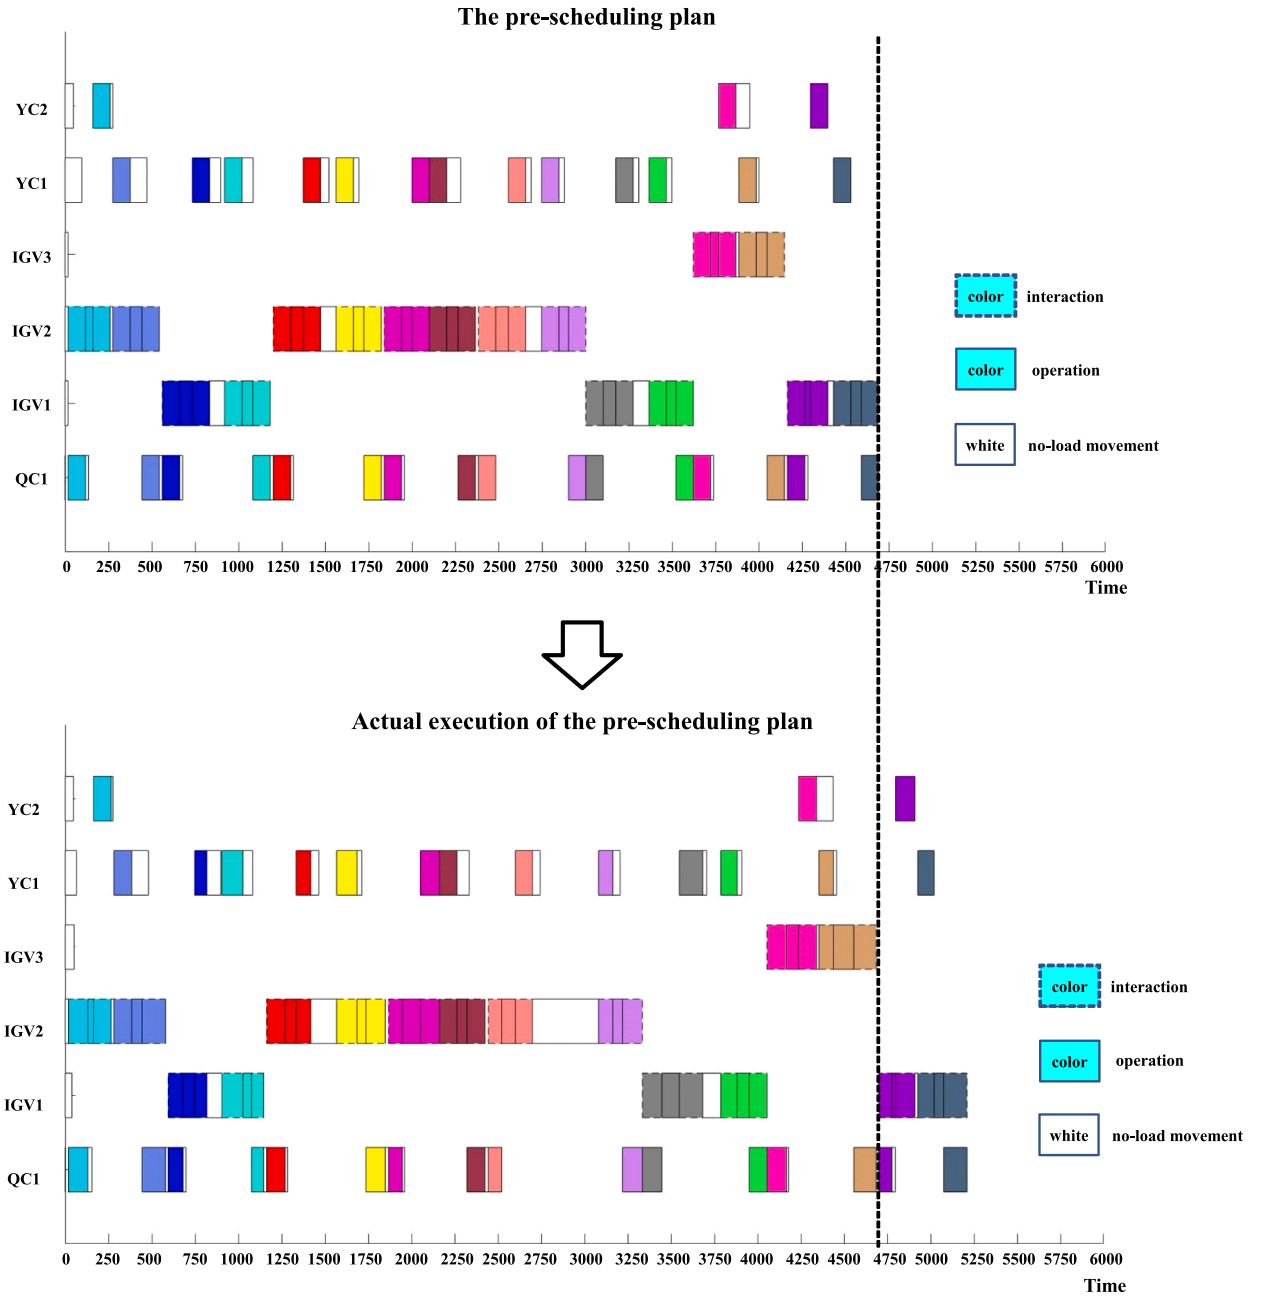 The pre-scheduling plan
YC2
YC1
IGV3
IGV2
IGV1
QC1
color interaction
color operation
white no-load movement
0 250 500 750 1000 1250 1500 1750 2000 2250 2500 2750 3000 3250 3500 3750 4000 4250 4500 4750 5000 5250 5500 5750 6000
Time
Actual execution of the pre-scheduling plan
YC2
YC1
IGV3
IGV2
IGV1
QC1
color interaction
color operation
white no-load movement
0 250 500 750 1000 1250 1500 1750 2000 2250 2500 2750 3000 3250 3500 3750 4000 4250 4500 4750 5000 5250 5500 5750 6000
Time